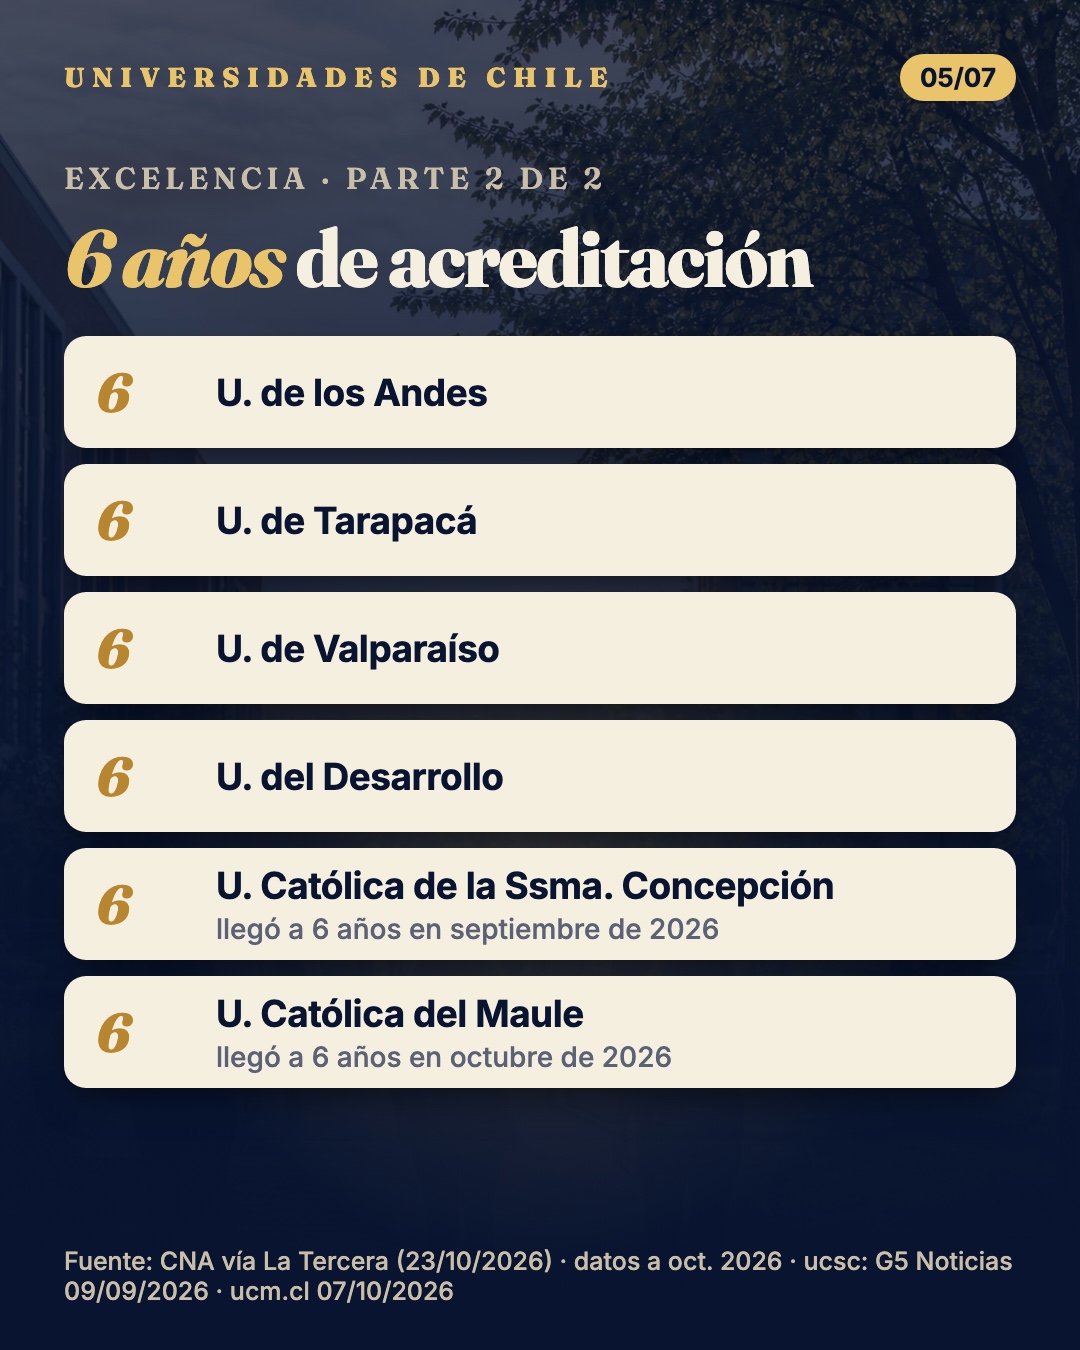 UNIVERSIDADES DE CHILE
05/07
EXCELENCIA · PARTE 2 DE 2
6 años de acreditación
6 U. de los Andes
6 U. de Tarapacá
6 U. de Valparaíso
6 U. del Desarrollo
6 U. Católica de la Ssma. Concepción
llegó a 6 años en septiembre de 2026
6 U. Católica del Maule
llegó a 6 años en octubre de 2026
Fuente: CNA vía La Tercera (23/10/2026) · datos a oct. 2026 · ucsc: G5 Noticias
09/09/2026 · ucm.cl 07/10/2026